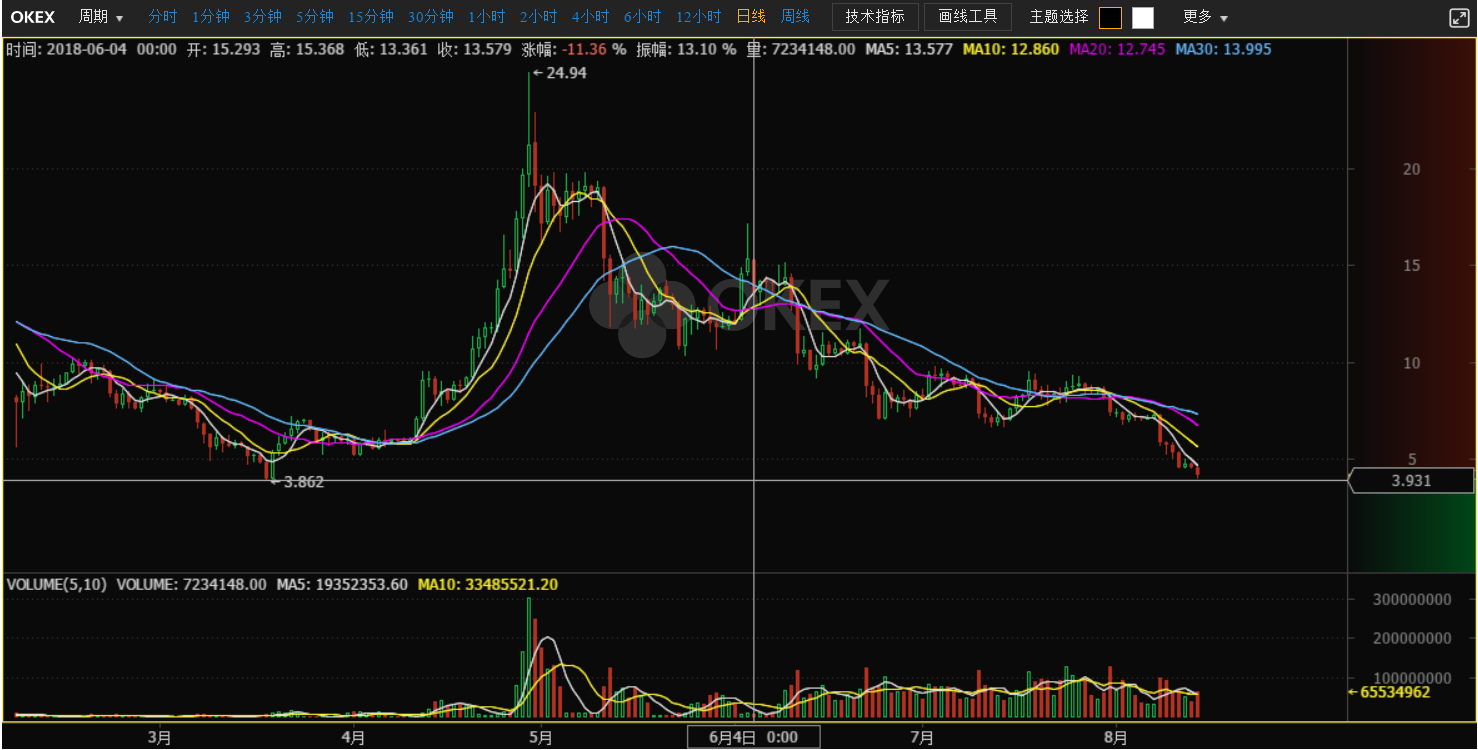 OKEX 周期 ▼ 分时 1分钟 3分钟 5分钟 15分钟 30分钟 1小时 2小时 4小时 6小时 12小时 日线 周线 技术指标 画线工具 主题选择 更多 ▼
时间: 2018-06-04 00:00 开: 15.293 高: 15.368 低: 13.361 收: 13.579 涨幅: -11.36 % 振幅: 13.10 % 量: 7234148.00 MA5: 13.577 MA10: 12.860 MA20: 12.745 MA30: 13.995
←24.94
20
15
OKEX
10
5
←3.862
3.931
VOLUME(5,10) VOLUME: 7234148.00 MA5: 19352353.60 MA10: 33485521.20
300000000
200000000
100000000
←65534962
3月 4月 5月 6月4日 0:00 7月 8月